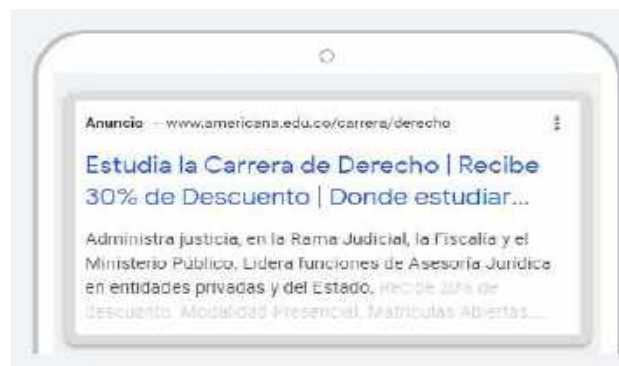 Anuncio - www.americana.edu.co/carrera/derecho
Estudia la Carrera de Derecho | Recibe
30% de Descuento | Donde estudiar...
Administra justicia, en la Rama Judicial, la Fiscalía y el
Ministerio Público. Lidera funciones de Asesoría Jurídica
en entidades privadas y del Estado. Recibe 30% de
descuento. Modalidad Presencial. Matrículas Abiertas....